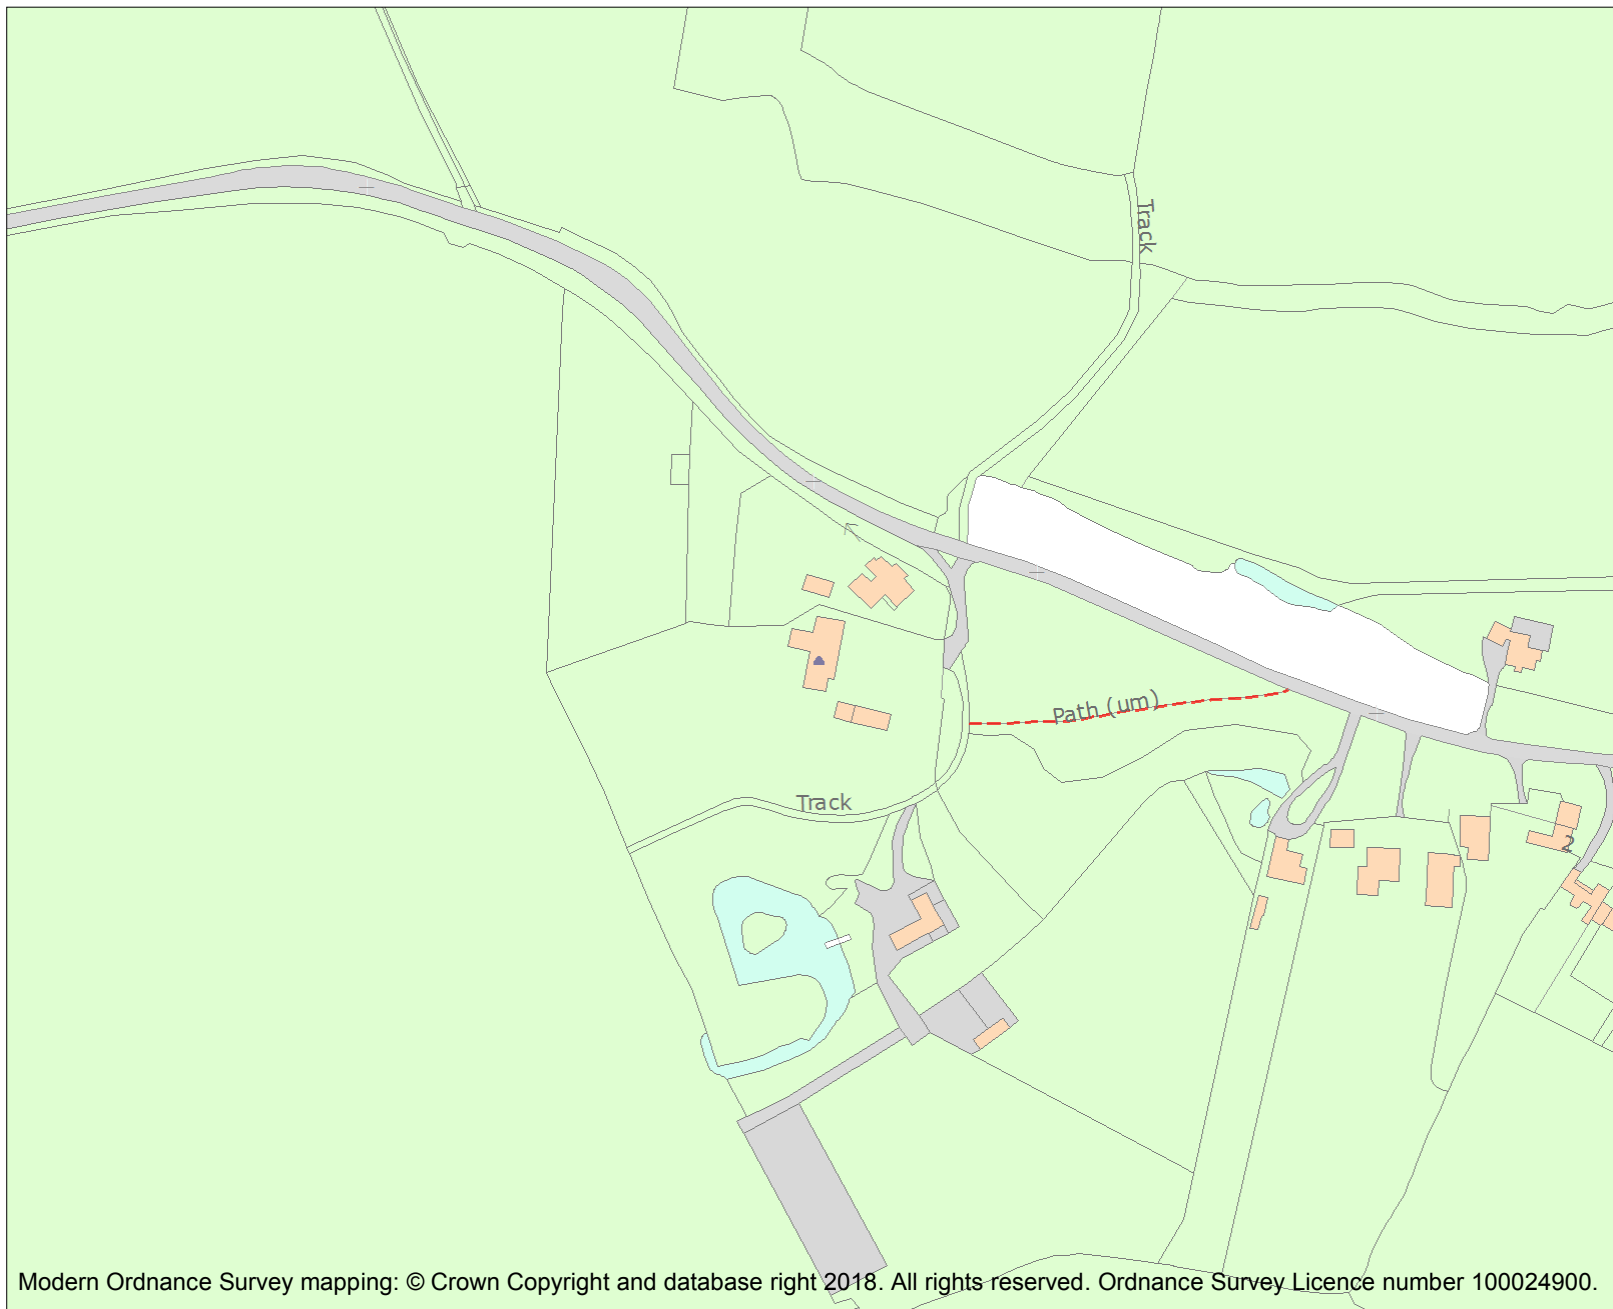 Track
Path (um)
Track
2
Modern Ordnance Survey mapping: © Crown Copyright and database right 2018. All rights reserved. Ordnance Survey Licence number 100024900.